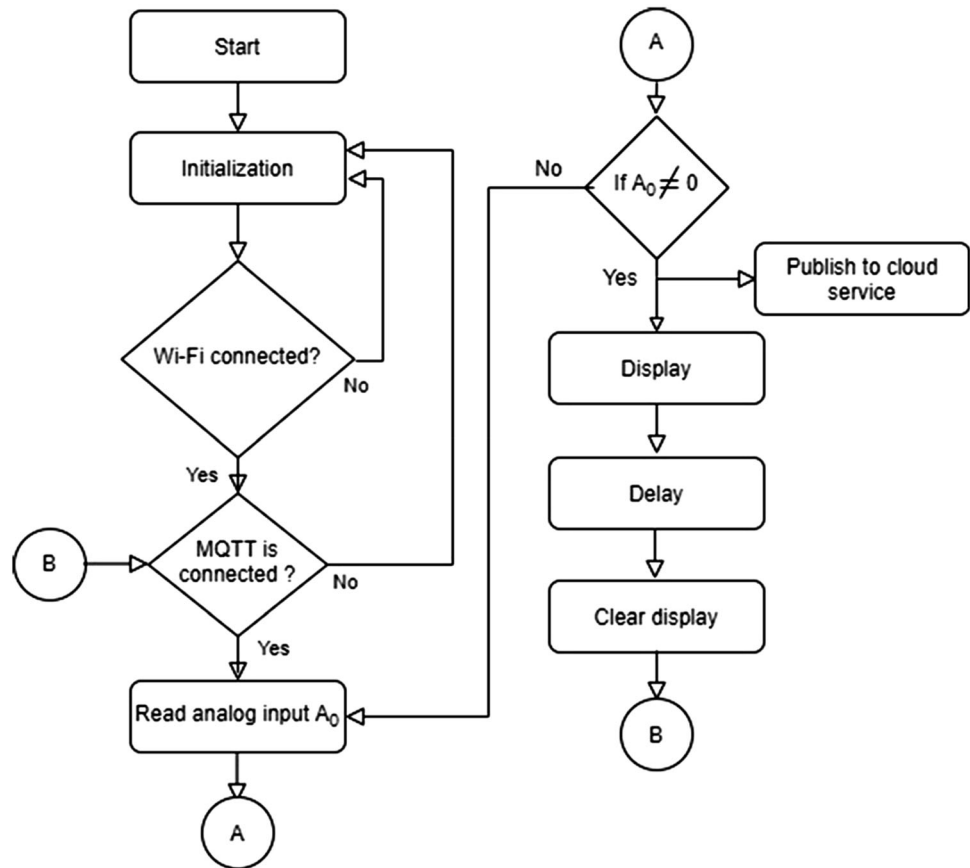 Start
Initialization
Wi-Fi connected?
No
Yes
B
MQTT is
connected ?
No
Yes
Read analog input A₀
A
A
If A₀ ≠ 0
No
Yes
Publish to cloud
service
Display
Delay
Clear display
B